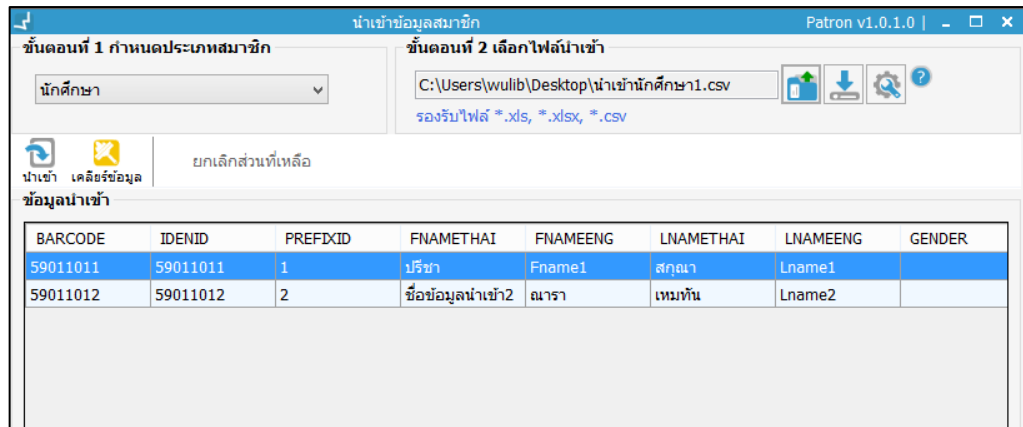 นำเข้าข้อมูลสมาชิก Patron v1.0.1.0 |
ขั้นตอนที่ 1 กำหนดประเภทสมาชิก
นักศึกษา
ขั้นตอนที่ 2 เลือกไฟล์นำเข้า
C:\Users\wulib\Desktop\นำเข้านักศึกษา1.csv
รองรับไฟล์ *.xls, *.xlsx, *.csv
นำเข้า เคลียร์ข้อมูล ยกเลิกส่วนที่เหลือ
ข้อมูลนำเข้า
BARCODE IDENID PREFIXID FNAMETHAI FNAMEENG LNAMETHAI LNAMEENG GENDER
59011011 59011011 1 ปรีชา Fname1 สกุณา Lname1
59011012 59011012 2 ชื่อข้อมูลนำเข้า2 ณารา เหมทัน Lname2